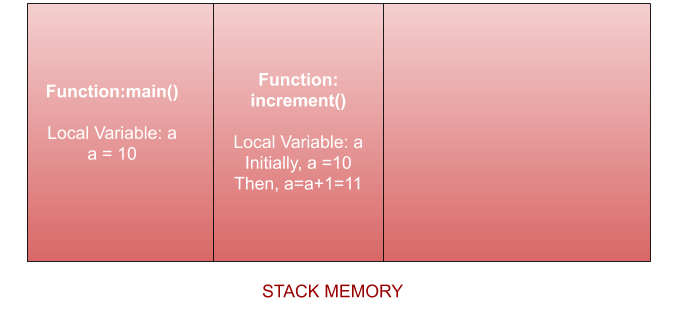 Function:main()
Local Variable: a
a = 10
Function:
increment()
Local Variable: a
Initially, a =10
Then, a=a+1=11
STACK MEMORY